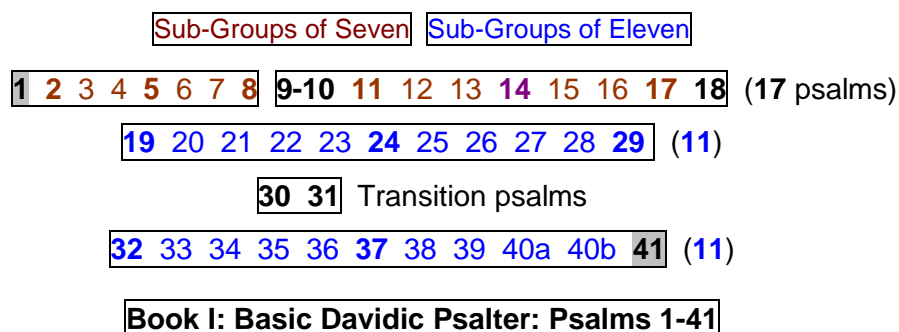 Sub-Groups of Seven Sub-Groups of Eleven
1 2 3 4 5 6 7 8 9-10 11 12 13 14 15 16 17 18 (17 psalms)
19 20 21 22 23 24 25 26 27 28 29 (11)
30 31 Transition psalms
32 33 34 35 36 37 38 39 40a 40b 41 (11)
Book I: Basic Davidic Psalter: Psalms 1-41